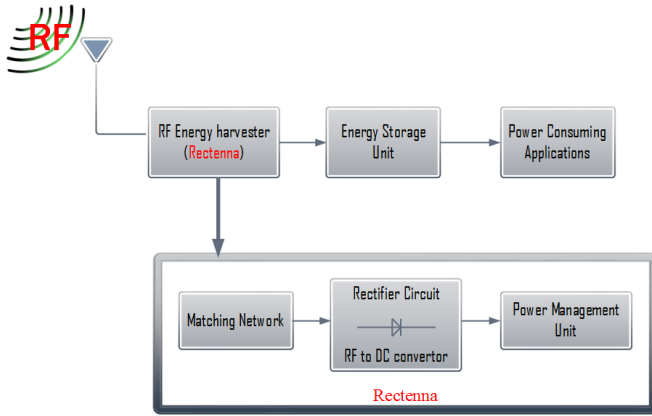 RF
RF Energy harvester
(Rectenna)
Energy Storage
Unit
Power Consuming
Applications
Matching Network
Rectifier Circuit
RF to DC convertor
Power Management
Unit
Rectenna